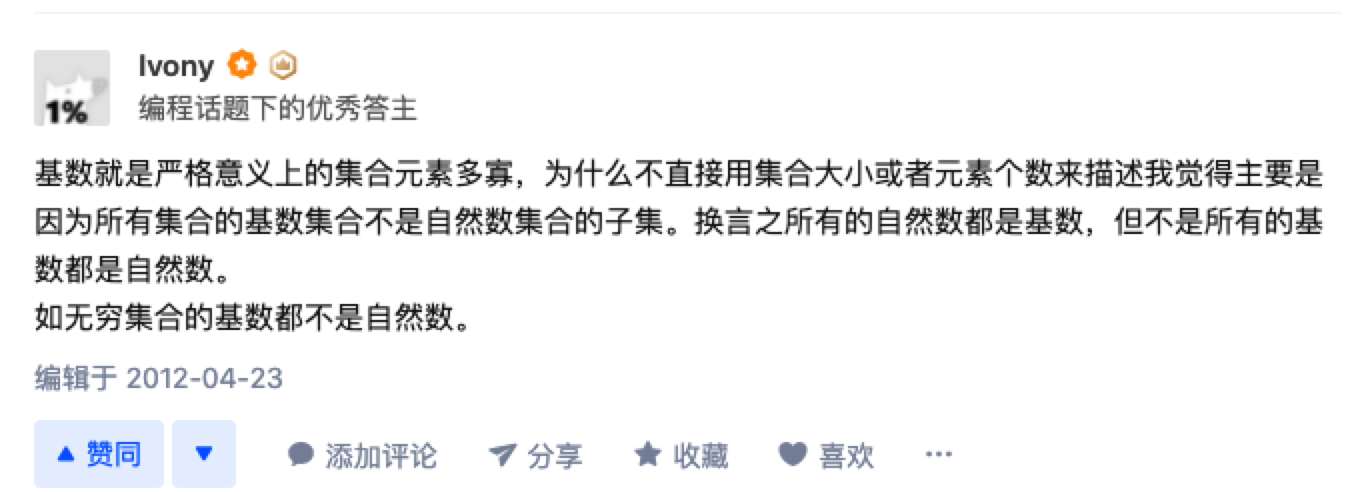 Ivony
编程话题下的优秀答主
1%
基数就是严格意义上的集合元素多寡，为什么不直接用集合大小或者元素个数来描述我觉得主要是
因为所有集合的基数集合不是自然数集合的子集。换言之所有的自然数都是基数，但不是所有的基
数都是自然数。
如无穷集合的基数都不是自然数。
编辑于 2012-04-23
赞同 添加评论 分享 收藏 喜欢 ···